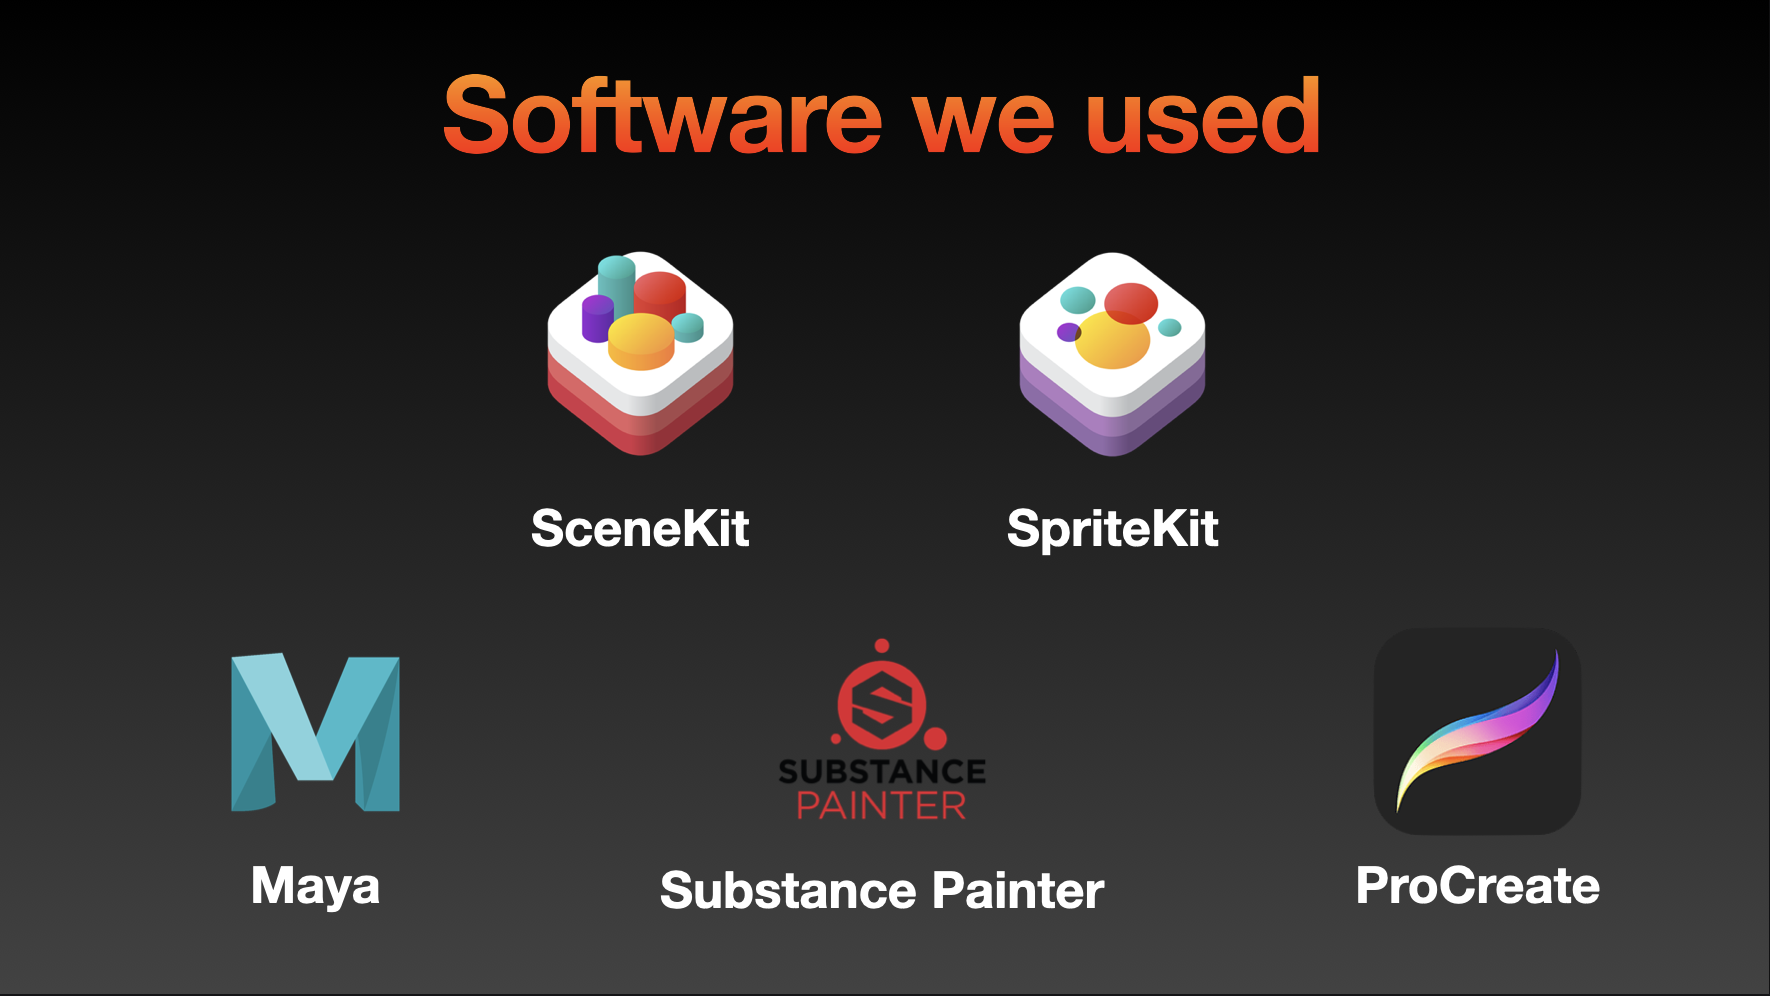 Software we used
SceneKit
SpriteKit
SUBSTANCE
PAINTER
Maya
Substance Painter
ProCreate